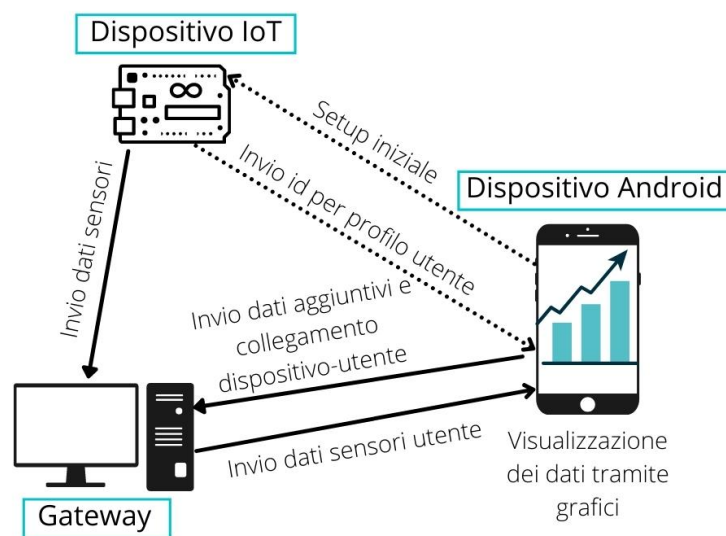 Dispositivo IoT
Setup iniziale
Invio id per profilo utente
Dispositivo Android
Invio dati sensori
Invio dati aggiuntivi e
collegamento
dispositivo-utente
Invio dati sensori utente
Visualizzazione
dei dati tramite
grafici
Gateway